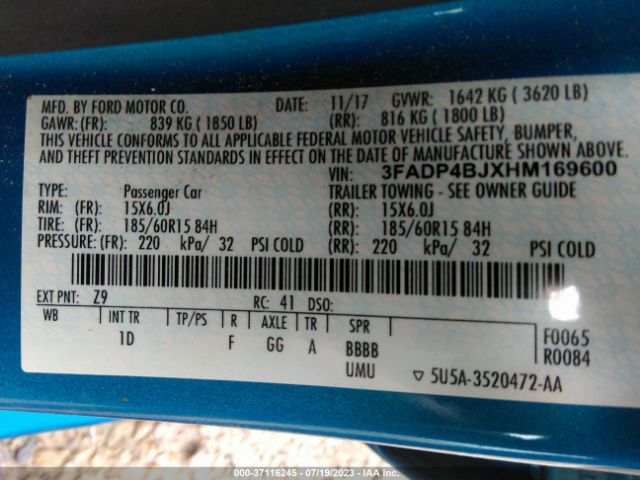 MFD. BY FORD MOTOR CO. DATE: 11/17 GVWR: 1642 KG ( 3620 LB)
GAWR: (FR): 839 KG ( 1850 LB) (RR): 816 KG ( 1800 LB)
THIS VEHICLE CONFORMS TO ALL APPLICABLE FEDERAL MOTOR VEHICLE SAFETY, BUMPER,
AND THEFT PREVENTION STANDARDS IN EFFECT ON THE DATE OF MANUFACTURE SHOWN ABOVE.
VIN: 3FADP4BJXHM169600
TYPE: Passenger Car TRAILER TOWING - SEE OWNER GUIDE
RIM: (FR): 15X6.0J (RR): 15X6.0J
TIRE: (FR): 185/60R15 84H (RR): 185/60R15 84H
PRESSURE: (FR): 220 kPa/ 32 PSI COLD (RR): 220 kPa/ 32 PSI COLD
EXT PNT: Z9 RC: 41 DSO:
WB INT TR TP/PS R AXLE TR SPR F0065
1D F GG A BBBB R0084
UMU ▽ 5U5A-3520472-AA
000-37116245 - 07/19/2023 - IAA Inc.